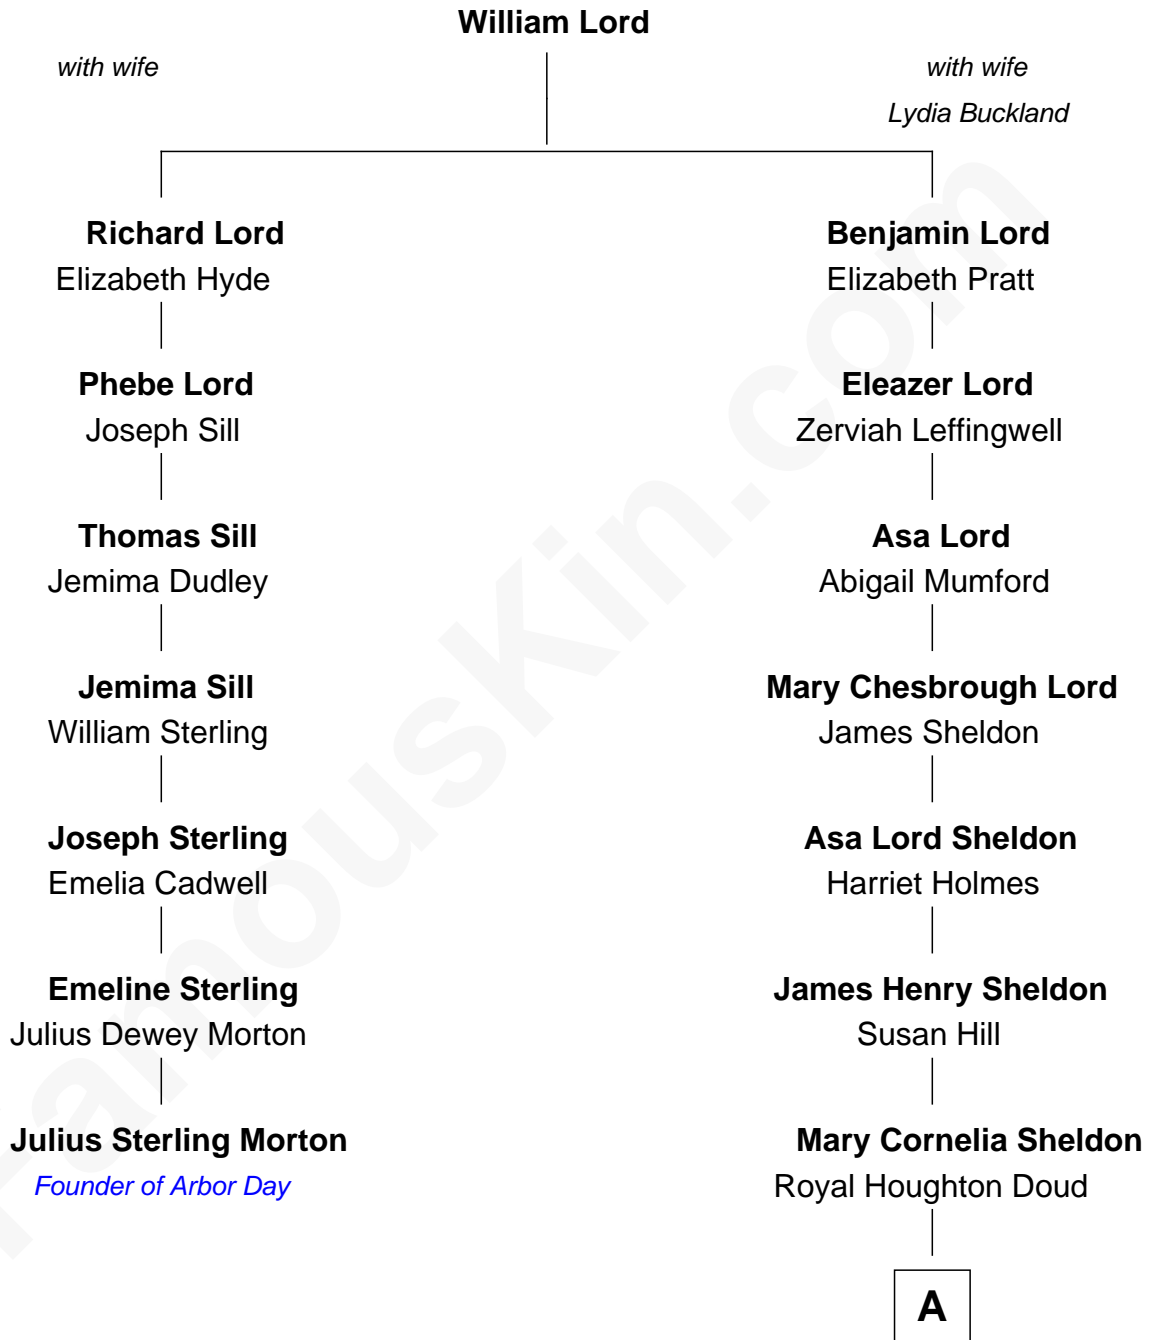 William Lord
with wife
with wife
Lydia Buckland
Richard Lord
Elizabeth Hyde
Benjamin Lord
Elizabeth Pratt
Phebe Lord
Joseph Sill
Eleazer Lord
Zerviah Leffingwell
Thomas Sill
Jemima Dudley
Asa Lord
Abigail Mumford
Jemima Sill
William Sterling
Mary Chesbrough Lord
James Sheldon
Joseph Sterling
Emelia Cadwell
Asa Lord Sheldon
Harriet Holmes
Emeline Sterling
Julius Dewey Morton
James Henry Sheldon
Susan Hill
Julius Sterling Morton
Founder of Arbor Day
Mary Cornelia Sheldon
Royal Houghton Doud
A
FamousKin.com